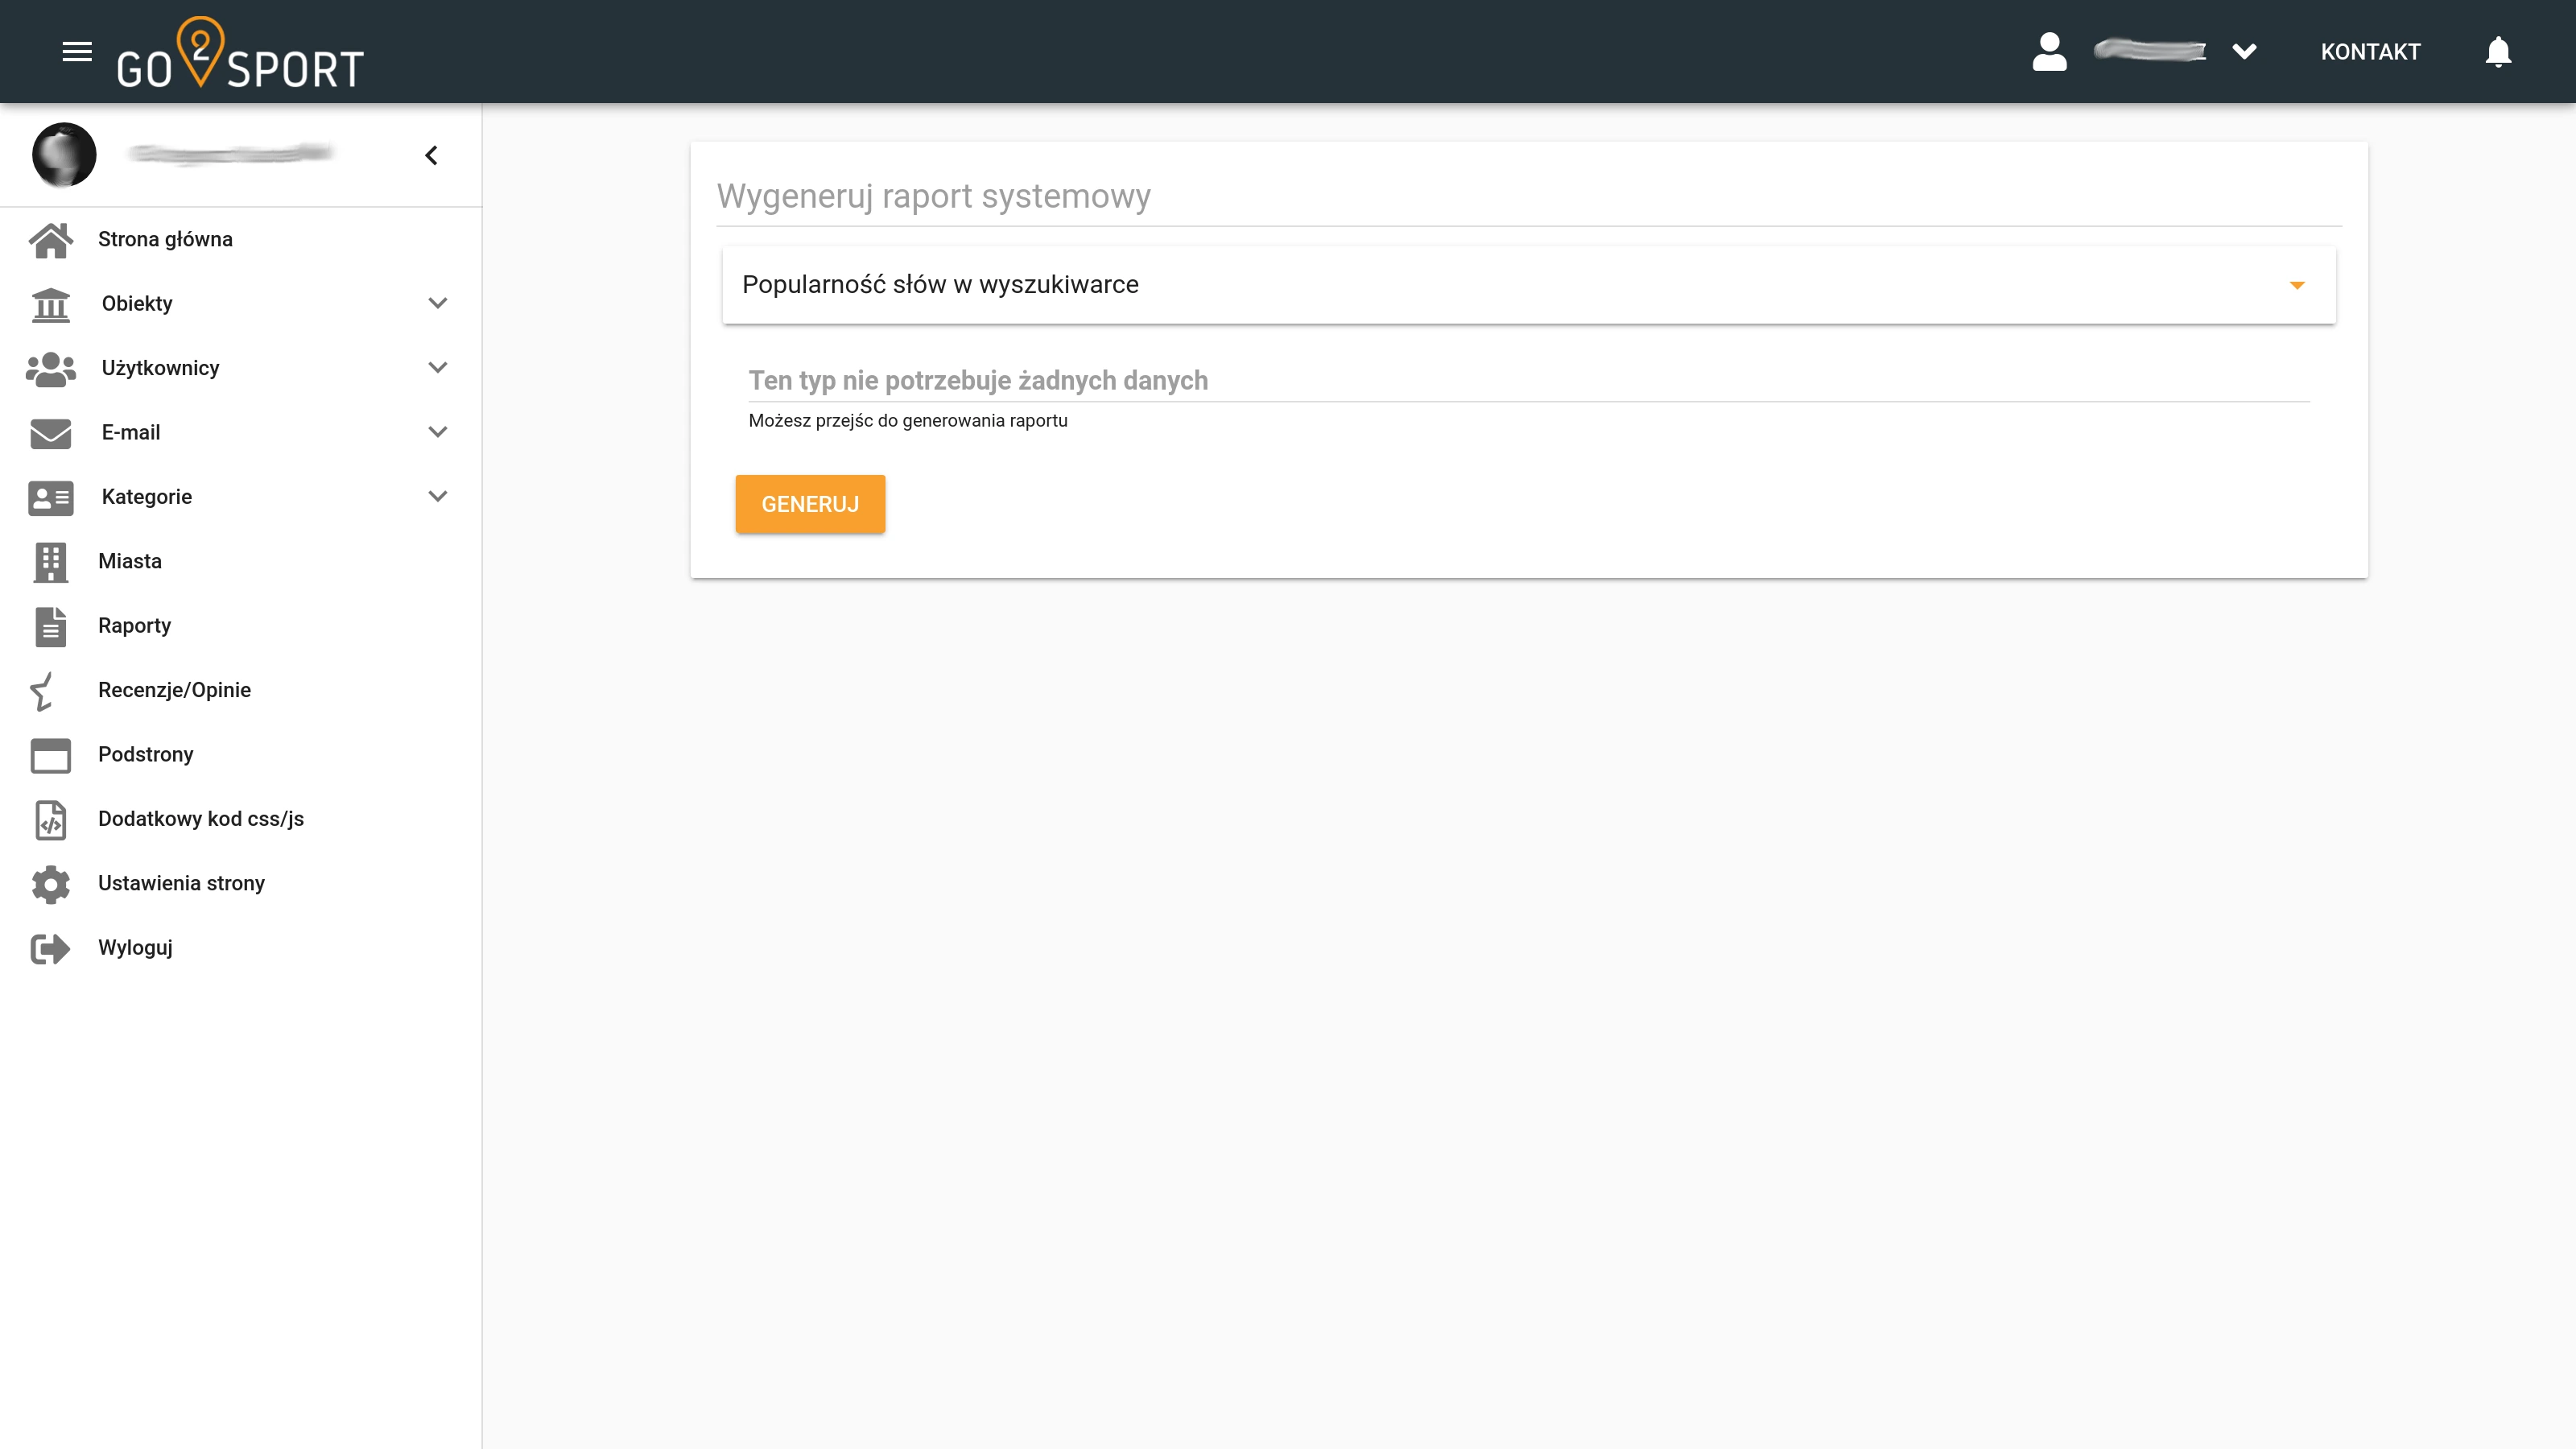 GO2SPORT
KONTAKT
Strona główna
Obiekty
Użytkownicy
E-mail
Kategorie
Miasta
Raporty
Recenzje/Opinie
Podstrony
Dodatkowy kod css/js
Ustawienia strony
Wyloguj
Wygeneruj raport systemowy
Popularność słów w wyszukiwarce
Ten typ nie potrzebuje żadnych danych
Możesz przejśc do generowania raportu
GENERUJ